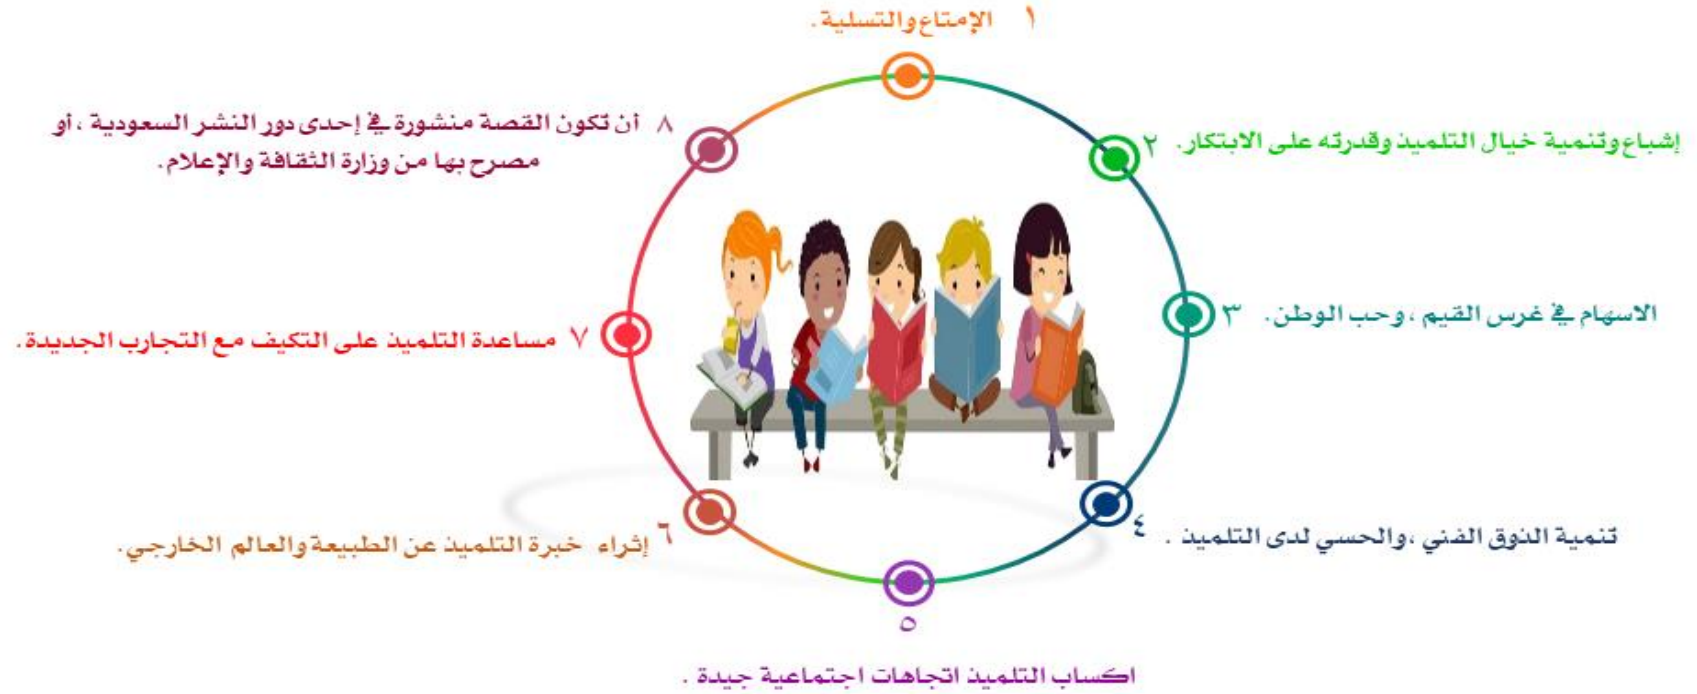 ١ الإمتاع والتسلية .
٢ إشباع وتنمية خيال التلميذ وقدرته على الابتكار.
٣ الاسهام في غرس القيم ، وحب الوطن.
٤ تنمية الذوق الفني ، والحسي لدى التلميذ .
٥
اكساب التلميذ اتجاهات اجتماعية جيدة .
٦ إثراء خبرة التلميذ عن الطبيعة والعالم الخارجي.
٧ مساعدة التلميذ على التكيف مع التجارب الجديدة.
٨ أن تكون القصة منشورة في إحدى دور النشر السعودية ، أو
مصرح بها من وزارة الثقافة والإعلام.